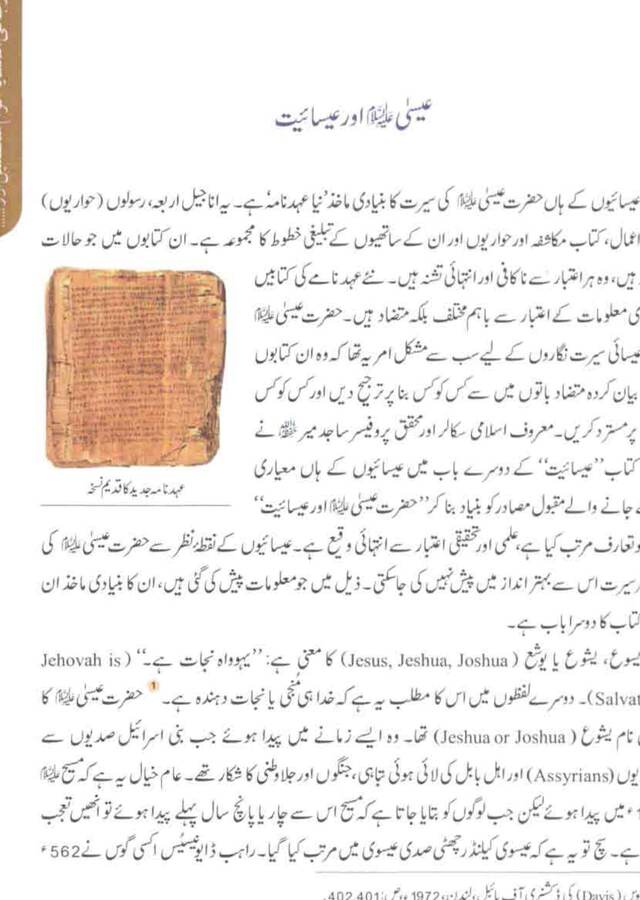 عیسیٰ علیہ السلام اور عیسائیت
عیسائیوں کے ہاں حضرت عیسیٰ علیہ السلام کی سیرت کا بنیادی ماخذ ’نیا عہد نامہ‘ ہے۔ یہ اناجیل اربعہ، رسولوں (حواریوں)
اعمال، کتاب مکاشفہ اور حواریوں اور ان کے ساتھیوں کے تبلیغی خطوط کا مجموعہ ہے۔ ان کتابوں میں جو حالات
ہیں، وہ ہر اعتبار سے ناکافی اور انتہائی تشنہ ہیں۔ نئے عہد نامے کی کتابیں
ی معلومات کے اعتبار سے باہم مختلف بلکہ متضاد ہیں۔ حضرت عیسیٰ علیہ السلام
عیسائی سیرت نگاروں کے لیے سب سے مشکل امر یہ تھا کہ وہ ان کتابوں
بیان کردہ متضاد باتوں میں سے کس کو کس بنا پر ترجیح دیں اور کس کو کس
پر مسترد کریں۔ معروف اسلامی سکالر اور محقق پروفیسر ساجد میر حفظہ اللہ نے
کتاب ’’عیسائیت‘‘ کے دوسرے باب میں عیسائیوں کے ہاں معیاری
جانے والے مقبول مصادر کو بنیاد بنا کر ’’حضرت عیسیٰ علیہ السلام اور عیسائیت‘‘
عہد نامہ جدید کا قدیم نسخہ
و تعارف مرتب کیا ہے، علمی اور تحقیقی اعتبار سے انتہائی وقیع ہے۔ عیسائیوں کے نقطۂ نظر سے حضرت عیسیٰ علیہ السلام کی
سیرت اس سے بہتر انداز میں پیش نہیں کی جاسکتی۔ ذیل میں جو معلومات پیش کی گئی ہیں، ان کا بنیادی ماخذ ان
کتاب کا دوسرا باب ہے۔
یسوع، یشوع یا یوشع (Jesus, Jeshua, Joshua) کا معنی ہے: ’’یہوواہ نجات ہے۔‘‘ (Jehovah is
Salvat)۔ دوسرے لفظوں میں اس کا مطلب یہ ہے کہ خدا ہی مُنجی یا نجات دہندہ ہے۔ 1 حضرت عیسیٰ علیہ السلام کا
نام یشوع (Jeshua or Joshua) تھا۔ وہ ایسے زمانے میں پیدا ہوئے جب بنی اسرائیل صدیوں سے
یوں (Assyrians) اور اہل بابل کی لائی ہوئی تباہی، جنگوں اور جلاوطنی کا شکار تھے۔ عام خیال یہ ہے کہ مسیح علیہ السلام
1ء میں پیدا ہوئے لیکن جب لوگوں کو بتایا جاتا ہے کہ مسیح اس سے چار یا پانچ سال پہلے پیدا ہوئے تو انھیں تعجب
ہے۔ سچ تو یہ ہے کہ عیسوی کیلنڈر چھٹی صدی عیسوی میں مرتب کیا گیا۔ راہب ڈایونیسیُس اکسی گوس نے 562ء
(Davis) کی ڈکشنری آف بائبل، لندن، 1972ء، ص: 402,401۔